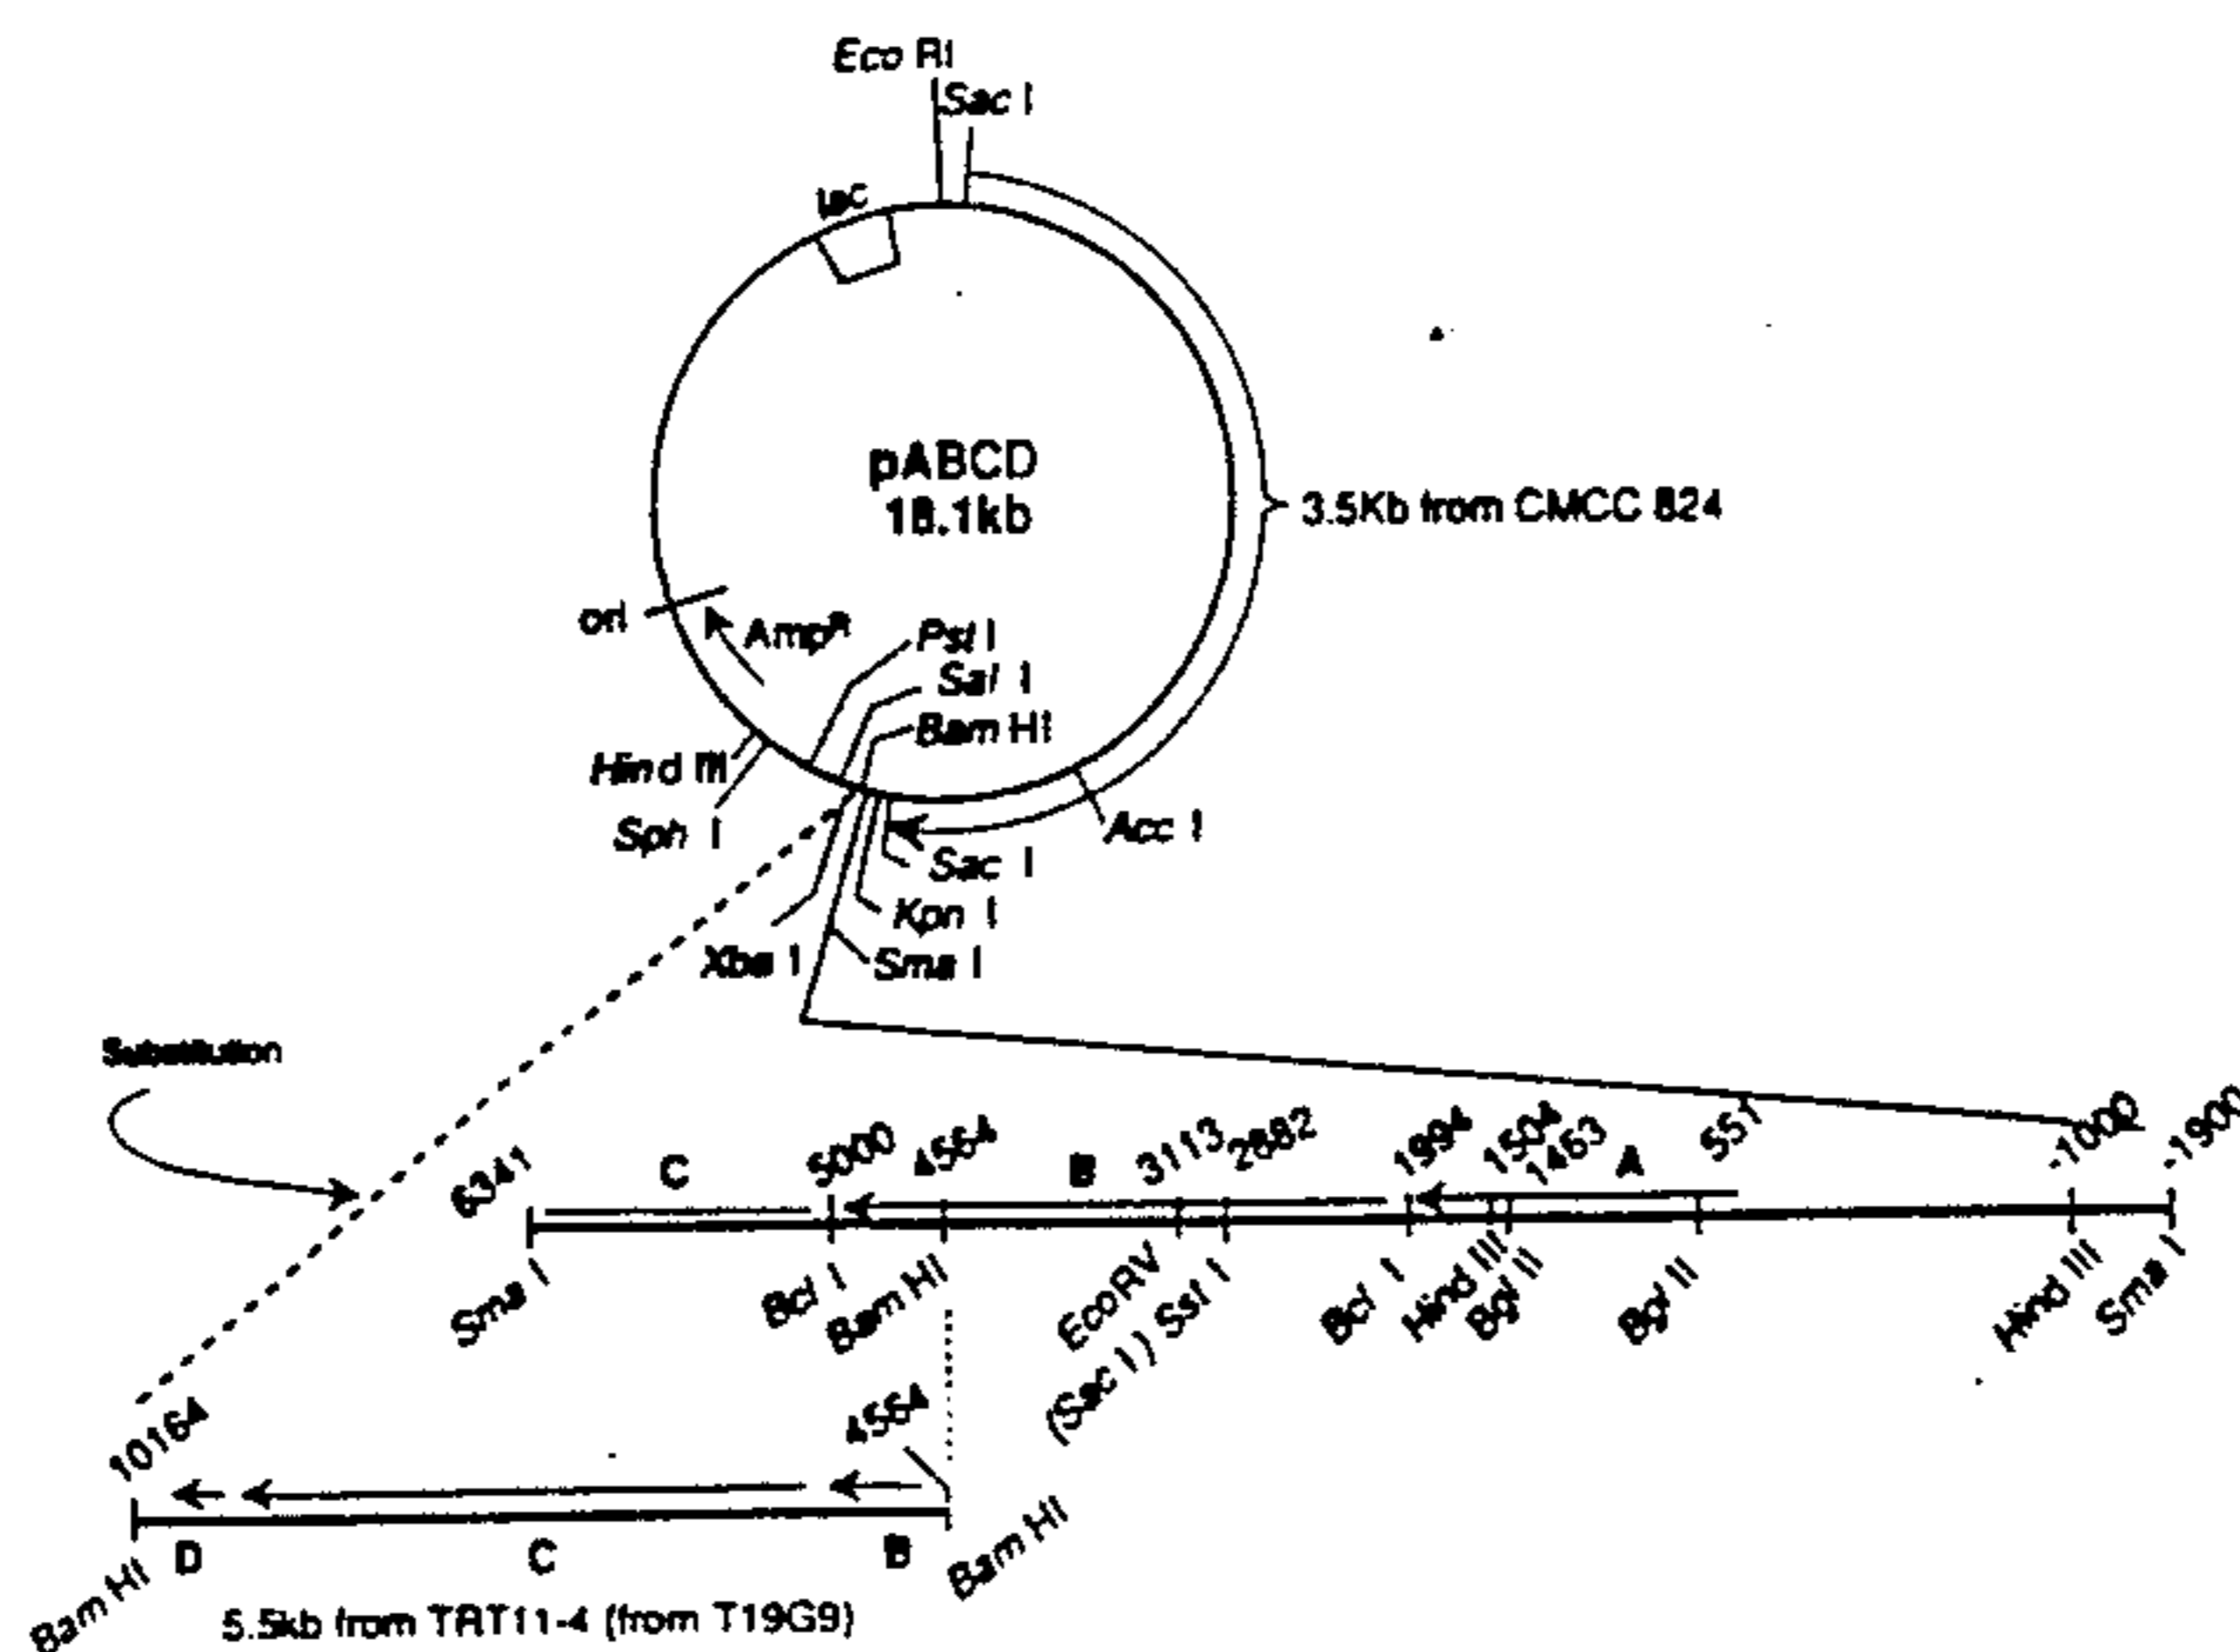 Eco RI
Sac I
lac
pABCD
18.1kb
3.5Kb from CMCC B24
ori
Amp^R
Pst I
Sal I
Bam HI
Hind III
Sph I
Acc I
Sac I
Kpn I
Xba I
Sma I
Substitution
6341
C
5000
4564
B
3113
2882
1994
1504
1463
A
551
-1000
-1900
Sma I
Bcl I
Bam HI
EcoRV
(Sac I) Sst I
Bcl I
Hind III
Bgl II
Bgl II
Hind III
Sma I
10164
4564
D
C
B
Bam HI
Bam HI
5.5kb from TRT11-4 (from T19G9)